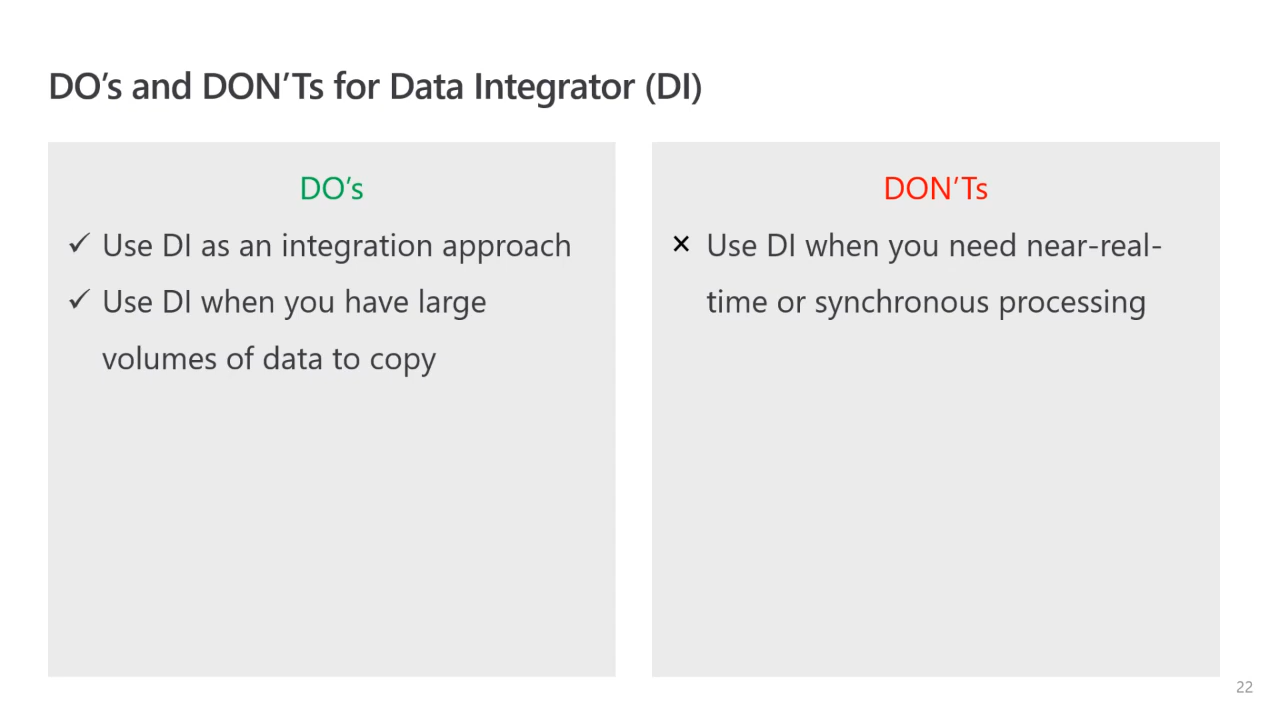 DO’s and DON’Ts for Data Integrator (DI)
DO’s
✓ Use DI as an integration approach
✓ Use DI when you have large
volumes of data to copy
DON’Ts
× Use DI when you need near-real-
time or synchronous processing
22